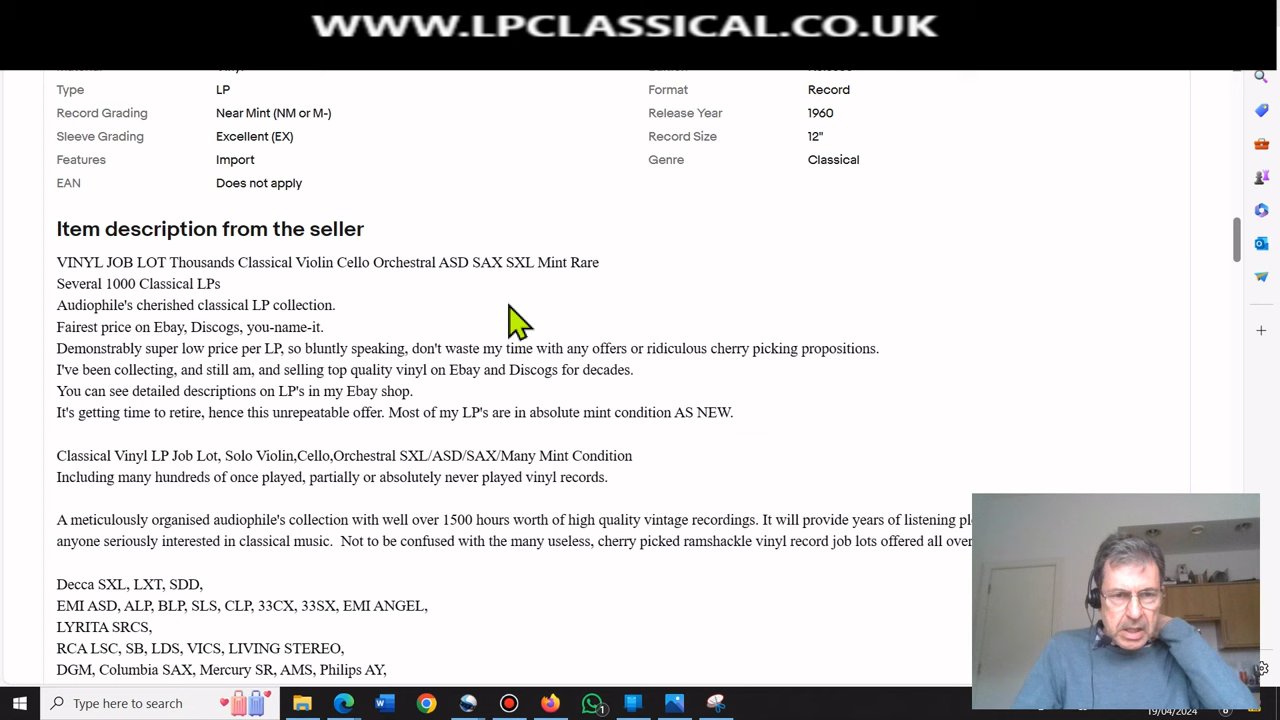 WWW.LPCLASSICAL.CO.UK
Type LP Format Record
Record Grading Near Mint (NM or M-) Release Year 1960
Sleeve Grading Excellent (EX) Record Size 12"
Features Import Genre Classical
EAN Does not apply
Item description from the seller
VINYL JOB LOT Thousands Classical Violin Cello Orchestral ASD SAX SXL Mint Rare
Several 1000 Classical LPs
Audiophile's cherished classical LP collection.
Fairest price on Ebay, Discogs, you-name-it.
Demonstrably super low price per LP, so bluntly speaking, don't waste my time with any offers or ridiculous cherry picking propositions.
I've been collecting, and still am, and selling top quality vinyl on Ebay and Discogs for decades.
You can see detailed descriptions on LP's in my Ebay shop.
It's getting time to retire, hence this unrepeatable offer. Most of my LP's are in absolute mint condition AS NEW.
Classical Vinyl LP Job Lot, Solo Violin,Cello,Orchestral SXL/ASD/SAX/Many Mint Condition
Including many hundreds of once played, partially or absolutely never played vinyl records.
A meticulously organised audiophile's collection with well over 1500 hours worth of high quality vintage recordings. It will provide years of listening
anyone seriously interested in classical music. Not to be confused with the many useless, cherry picked ramshackle vinyl record job lots offered all over
Decca SXL, LXT, SDD,
EMI ASD, ALP, BLP, SLS, CLP, 33CX, 33SX, EMI ANGEL,
LYRITA SRCS,
RCA LSC, SB, LDS, VICS, LIVING STEREO,
DGM, Columbia SAX, Mercury SR, AMS, Philips AY,
Type here to search
1
19/04/2024